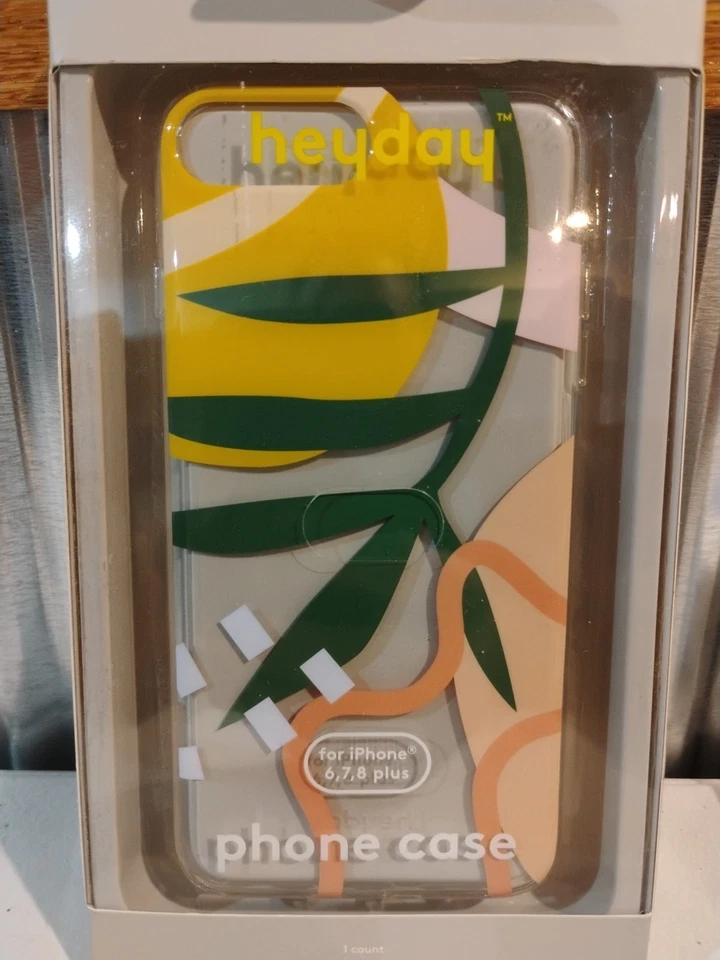 heyday™
for iPhone®
6,7,8 plus
phone case
1 count